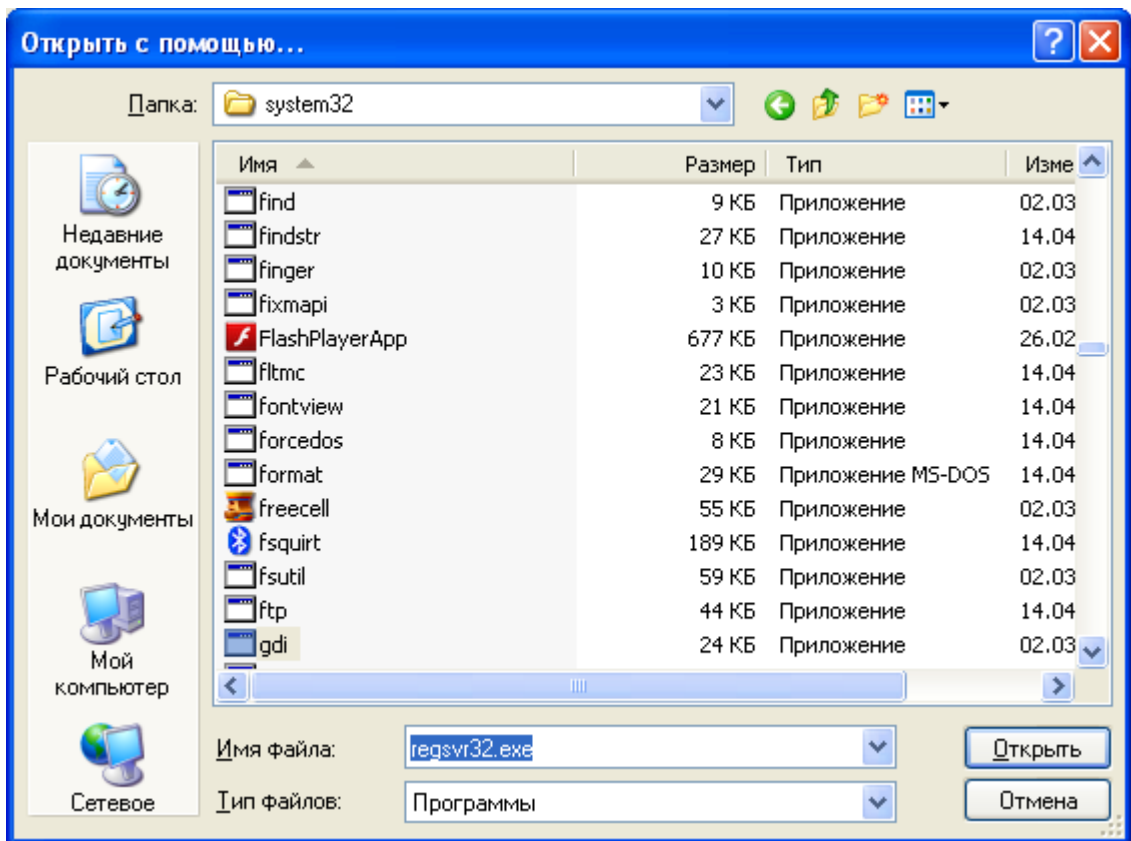 Открыть с помощью...
Папка: system32
Имя Размер Тип Изме
find 9 КБ Приложение 02.03
findstr 27 КБ Приложение 14.04
finger 10 КБ Приложение 02.03
fixmapi 3 КБ Приложение 02.03
FlashPlayerApp 677 КБ Приложение 26.02
fltmc 23 КБ Приложение 14.04
fontview 21 КБ Приложение 14.04
forcedos 8 КБ Приложение 14.04
format 29 КБ Приложение MS-DOS 14.04
freecell 55 КБ Приложение 02.03
fsquirt 189 КБ Приложение 14.04
fsutil 59 КБ Приложение 02.03
ftp 44 КБ Приложение 14.04
gdi 24 КБ Приложение 02.03
Недавние
документы
Рабочий стол
Мои документы
Мой
компьютер
Сетевое
Имя файла: regsvr32.exe Открыть
Тип файлов: Программы Отмена